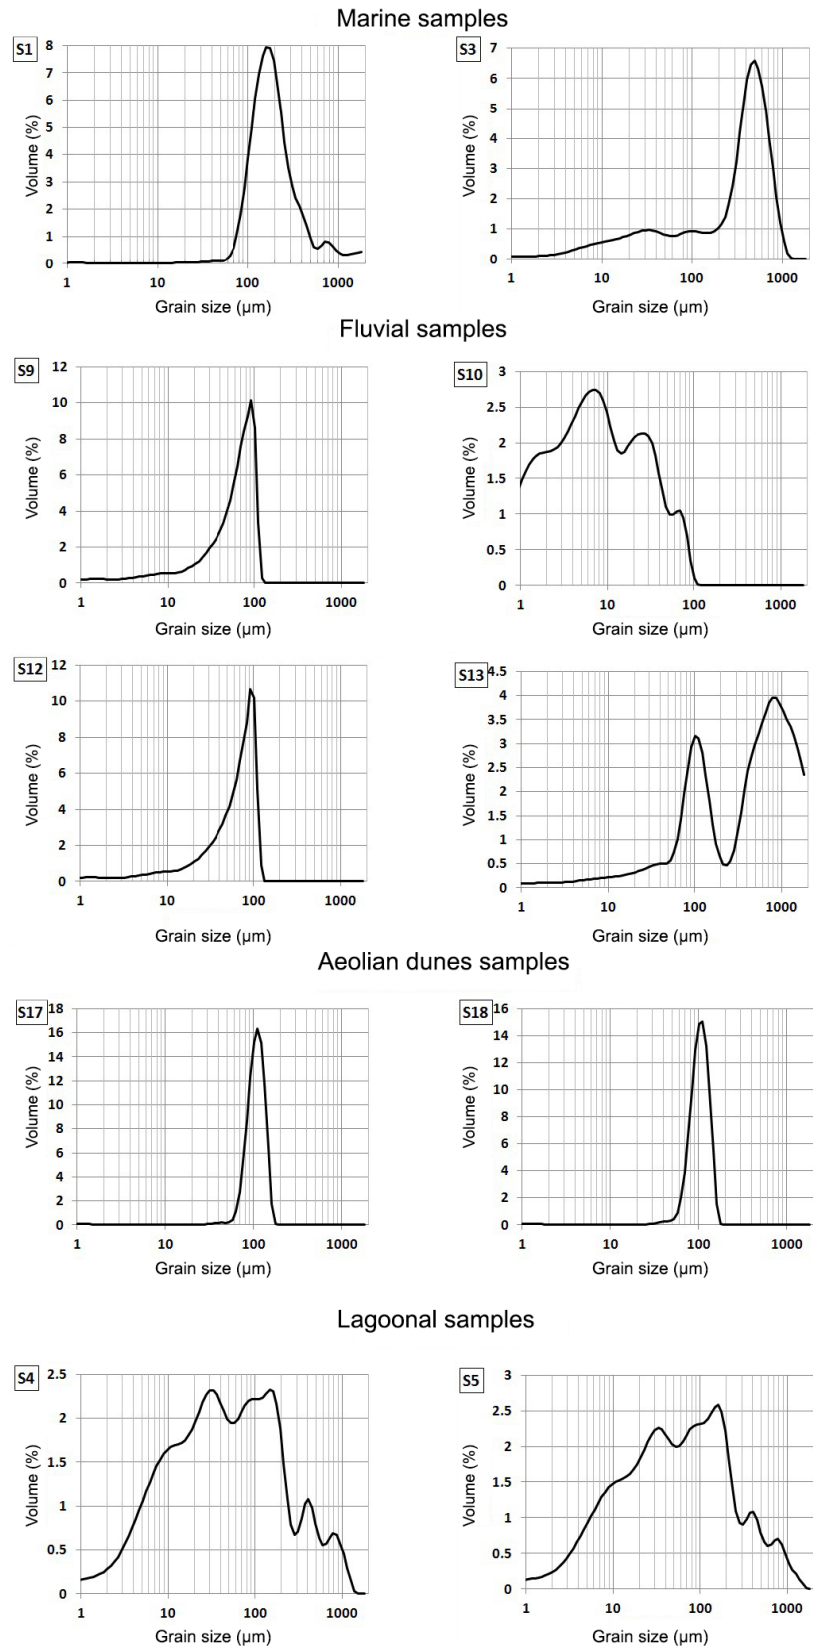 Marine samples
S1
8
7
6
5
4
3
2
1
0
Volume (%)
1 10 100 1000
Grain size (µm)
S3
7
6
5
4
3
2
1
0
Volume (%)
1 10 100 1000
Grain size (µm)
Fluvial samples
S9
12
10
8
6
4
2
0
Volume (%)
1 10 100 1000
Grain size (µm)
S10
3
2.5
2
1.5
1
0.5
0
Volume (%)
1 10 100 1000
Grain size (µm)
S12
12
10
8
6
4
2
0
Volume (%)
1 10 100 1000
Grain size (µm)
S13
4.5
4
3.5
3
2.5
2
1.5
1
0.5
0
Volume (%)
1 10 100 1000
Grain size (µm)
Aeolian dunes samples
S17
18
16
14
12
10
8
6
4
2
0
Volume (%)
1 10 100 1000
Grain size (µm)
S18
16
14
12
10
8
6
4
2
0
Volume (%)
1 10 100 1000
Grain size (µm)
Lagoonal samples
S4
2.5
2
1.5
1
0.5
0
Volume (%)
1 10 100 1000
Grain size (µm)
S5
3
2.5
2
1.5
1
0.5
0
Volume (%)
1 10 100 1000
Grain size (µm)